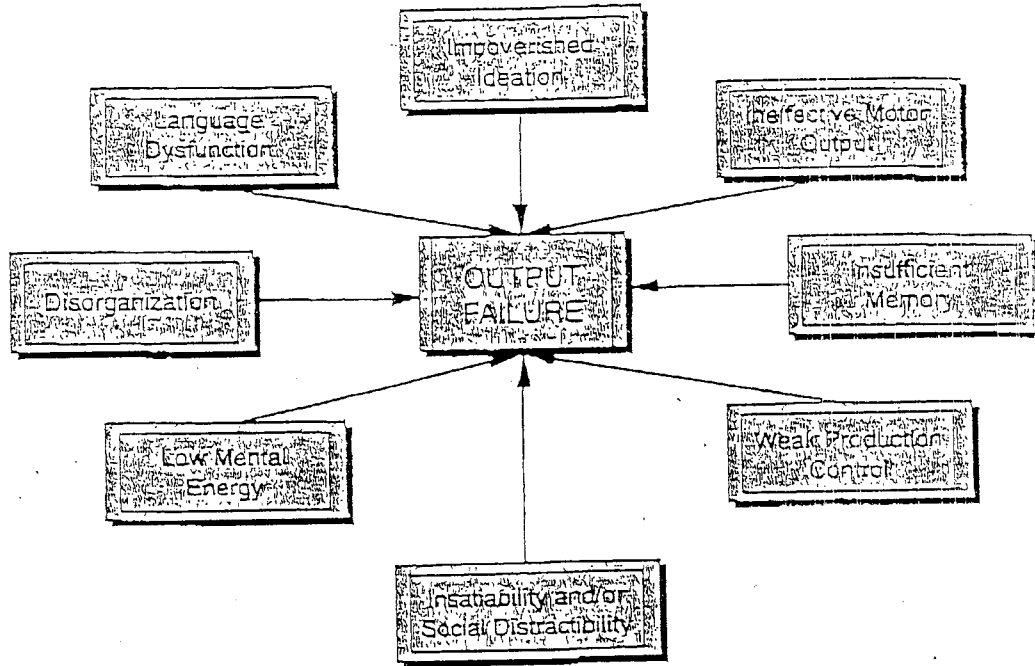 Impoverished
Ideation
Language
Dysfunction
Ineffective Motor
Output
Disorganization
OUTPUT
FAILURE
Insufficient
Memory
Low Mental
Energy
Weak Production
Control
Insatiability and/or
Social Distractibility